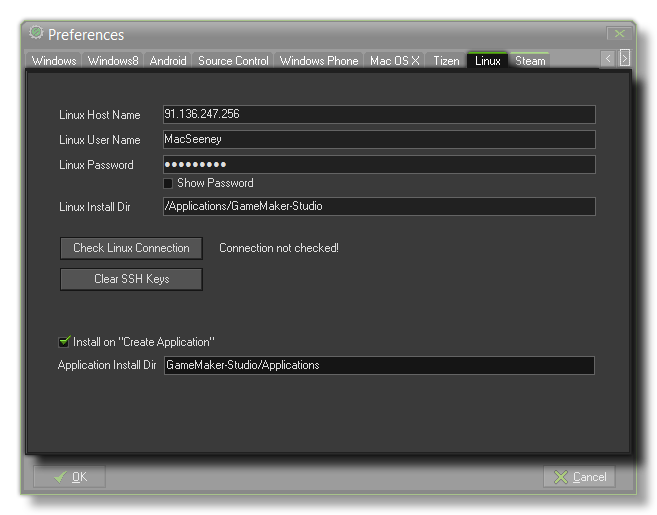 Preferences
Windows Windows8 Android Source Control Windows Phone Mac OS X Tizen Linux Steam
Linux Host Name 91.136.247.256
Linux User Name MacSeeney
Linux Password ●●●●●●●●●
Show Password
Linux Install Dir /Applications/GameMaker-Studio
Check Linux Connection Connection not checked!
Clear SSH Keys
Install on "Create Application"
Application Install Dir GameMaker-Studio/Applications
OK Cancel